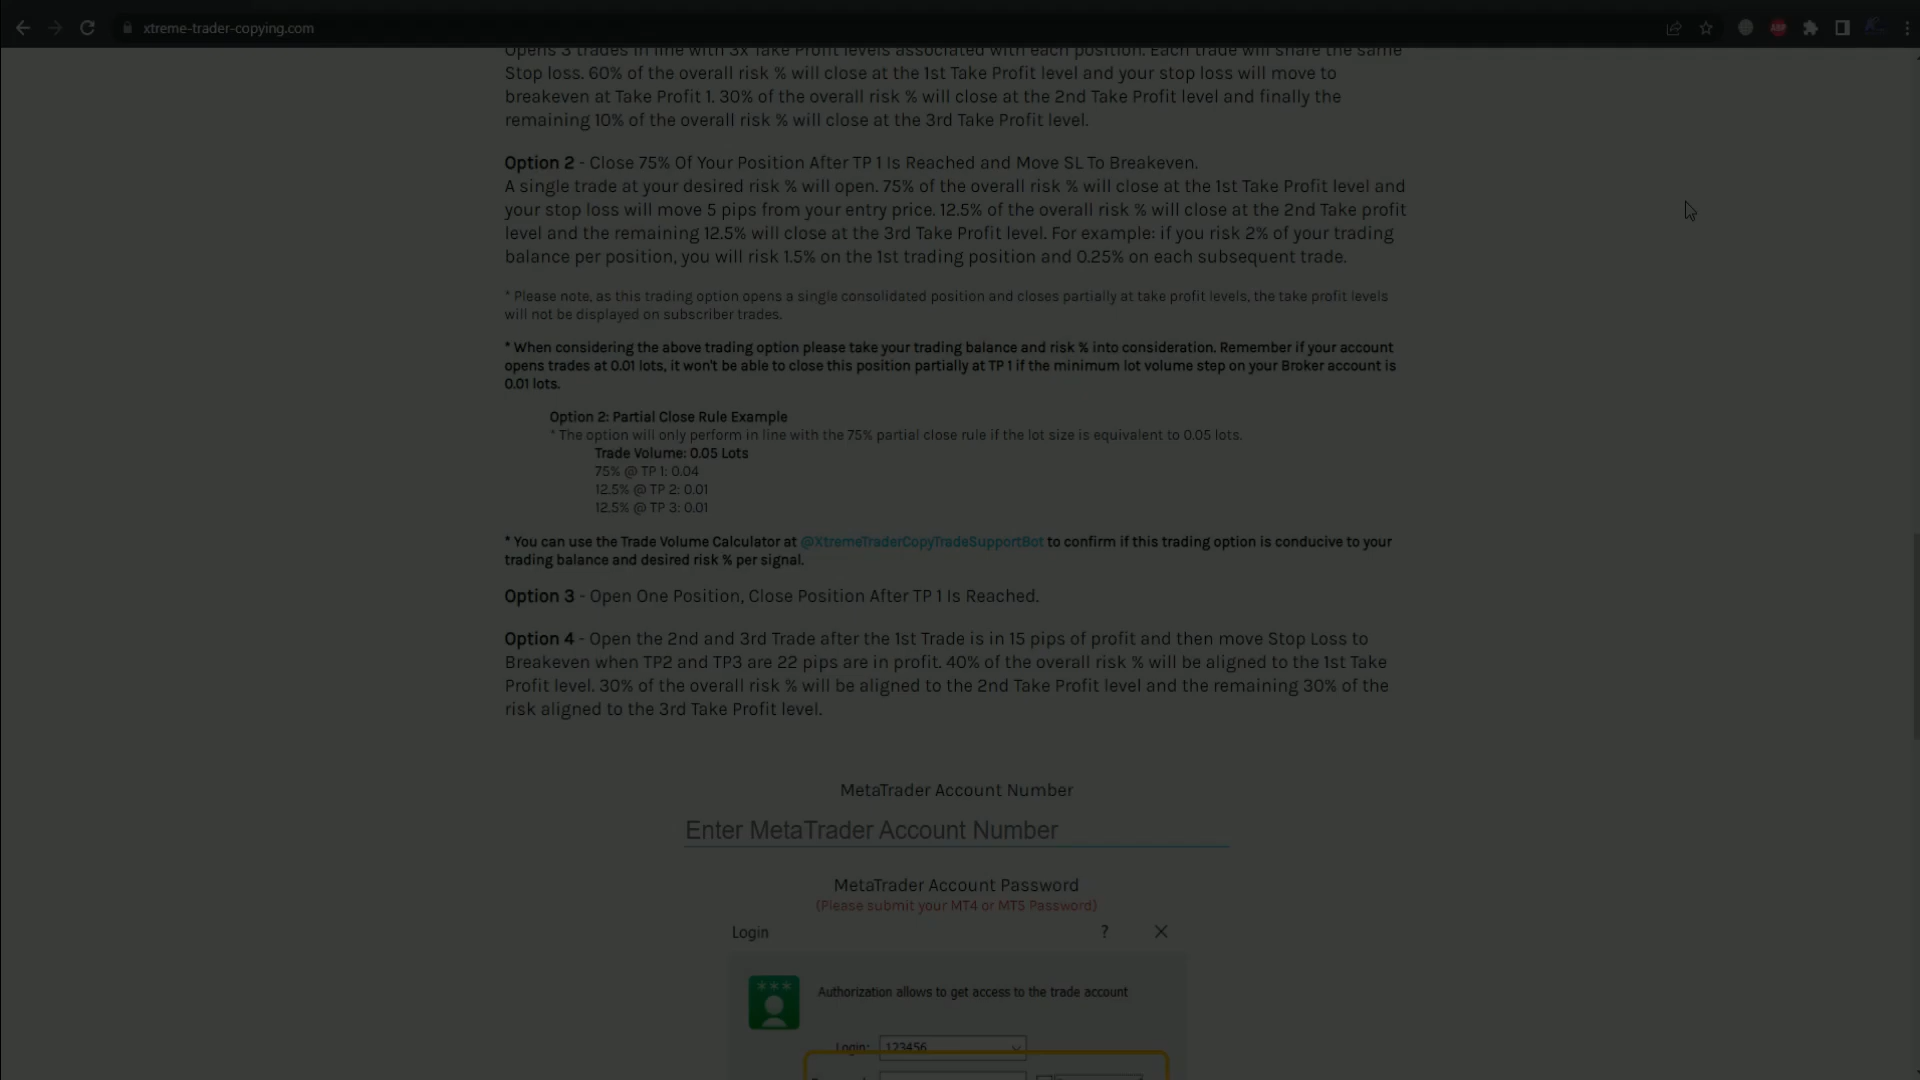 xtreme-trader-copying.com
ABP
Opens 3 trades in line with 3x Take Profit levels associated with each position. Each trade will share the same
Stop loss. 60% of the overall risk % will close at the 1st Take Profit level and your stop loss will move to
breakeven at Take Profit 1. 30% of the overall risk % will close at the 2nd Take Profit level and finally the
remaining 10% of the overall risk % will close at the 3rd Take Profit level.
Option 2 - Close 75% Of Your Position After TP 1 Is Reached and Move SL To Breakeven.
A single trade at your desired risk % will open. 75% of the overall risk % will close at the 1st Take Profit level and
your stop loss will move 5 pips from your entry price. 12.5% of the overall risk % will close at the 2nd Take profit
level and the remaining 12.5% will close at the 3rd Take Profit level. For example: if you risk 2% of your trading
balance per position, you will risk 1.5% on the 1st trading position and 0.25% on each subsequent trade.
* Please note, as this trading option opens a single consolidated position and closes partially at take profit levels, the take profit levels
will not be displayed on subscriber trades.
* When considering the above trading option please take your trading balance and risk % into consideration. Remember if your account
opens trades at 0.01 lots, it won't be able to close this position partially at TP 1 if the minimum lot volume step on your Broker account is
0.01 lots.
Option 2: Partial Close Rule Example
* The option will only perform in line with the 75% partial close rule if the lot size is equivalent to 0.05 lots.
Trade Volume: 0.05 Lots
75% @ TP 1: 0.04
12.5% @ TP 2: 0.01
12.5% @ TP 3: 0.01
* You can use the Trade Volume Calculator at @XtremeTraderCopyTradeSupportBot to confirm if this trading option is conducive to your
trading balance and desired risk % per signal.
Option 3 - Open One Position, Close Position After TP 1 Is Reached.
Option 4 - Open the 2nd and 3rd Trade after the 1st Trade is in 15 pips of profit and then move Stop Loss to
Breakeven when TP2 and TP3 are 22 pips are in profit. 40% of the overall risk % will be aligned to the 1st Take
Profit level. 30% of the overall risk % will be aligned to the 2nd Take Profit level and the remaining 30% of the
risk aligned to the 3rd Take Profit level.
MetaTrader Account Number
Enter MetaTrader Account Number
MetaTrader Account Password
(Please submit your MT4 or MT5 Password)
Login ?
Authorization allows to get access to the trade account
Login: 123456